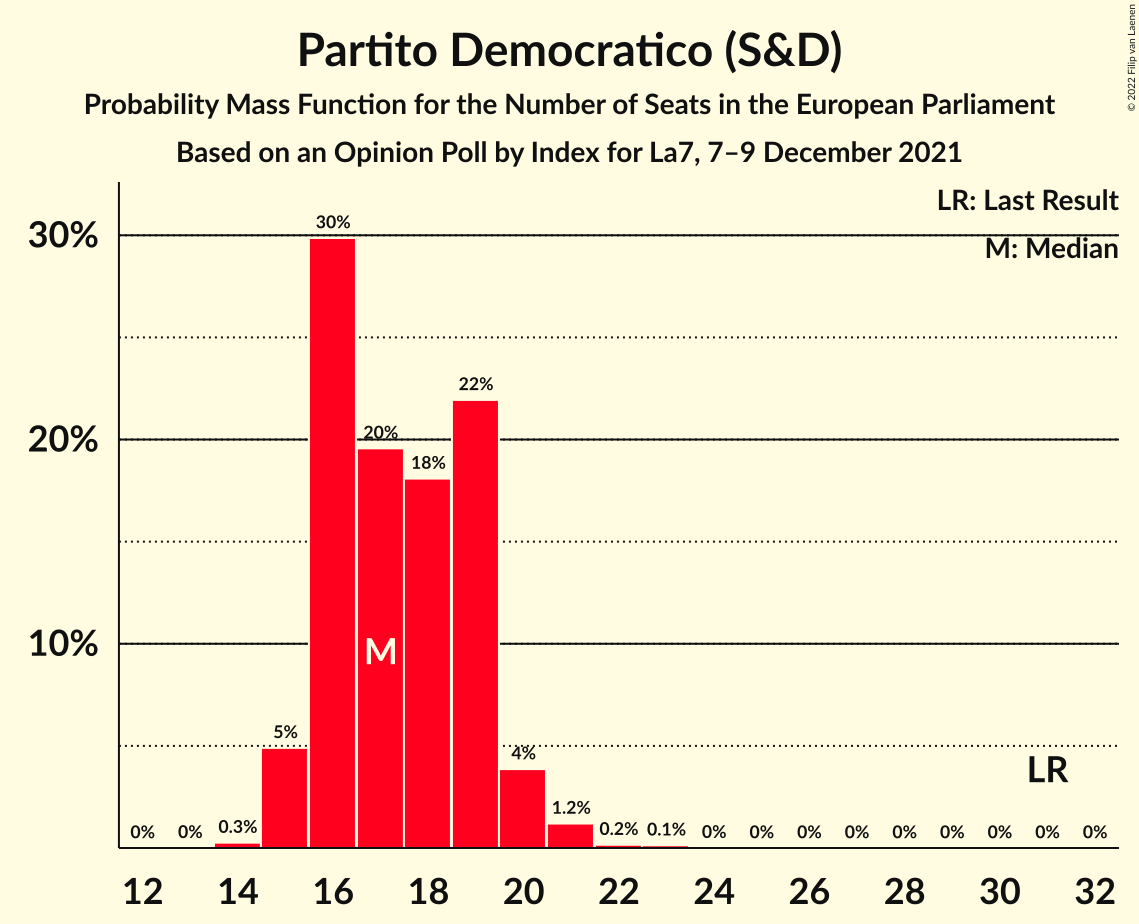 © 2022 Filip van Laenen
Partito Democratico (S&D)
Probability Mass Function for the Number of Seats in the European Parliament
Based on an Opinion Poll by Index for La7, 7–9 December 2021
LR: Last Result
M: Median
30%
20%
10%
0% 0% 0.3% 5% 30% 20% 18% 22% 4% 1.2% 0.2% 0.1% 0% 0% 0% 0% 0% 0% 0% 0% 0%
M
LR
12 14 16 18 20 22 24 26 28 30 32